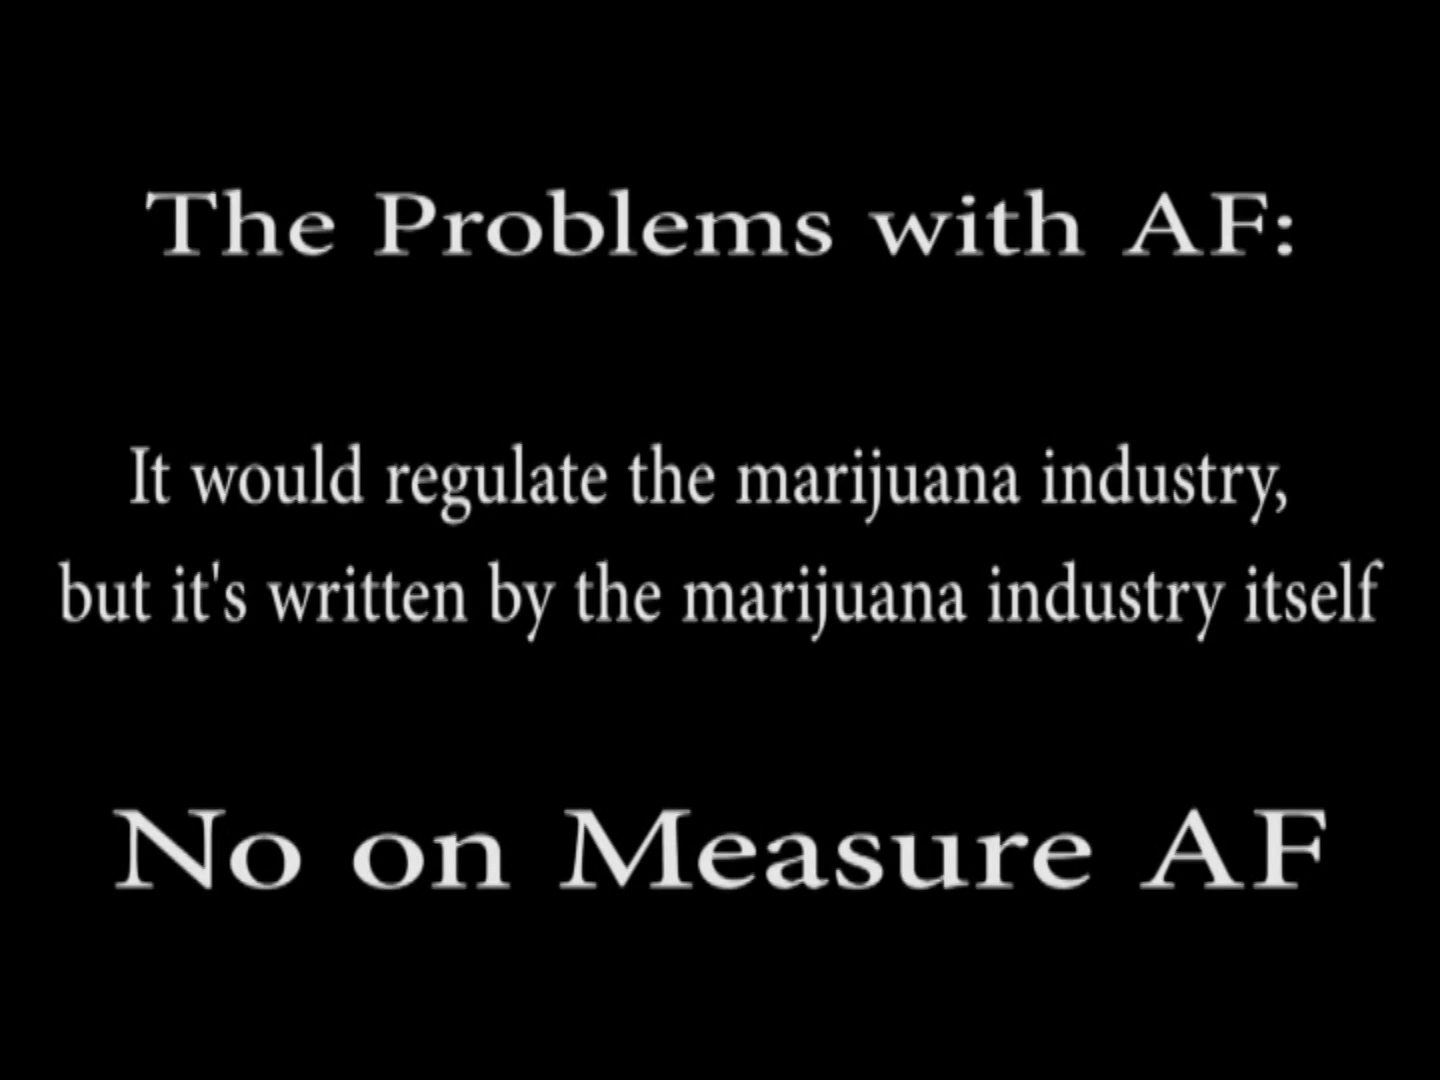 The Problems with AF:
It would regulate the marijuana industry,
but it's written by the marijuana industry itself
No on Measure AF